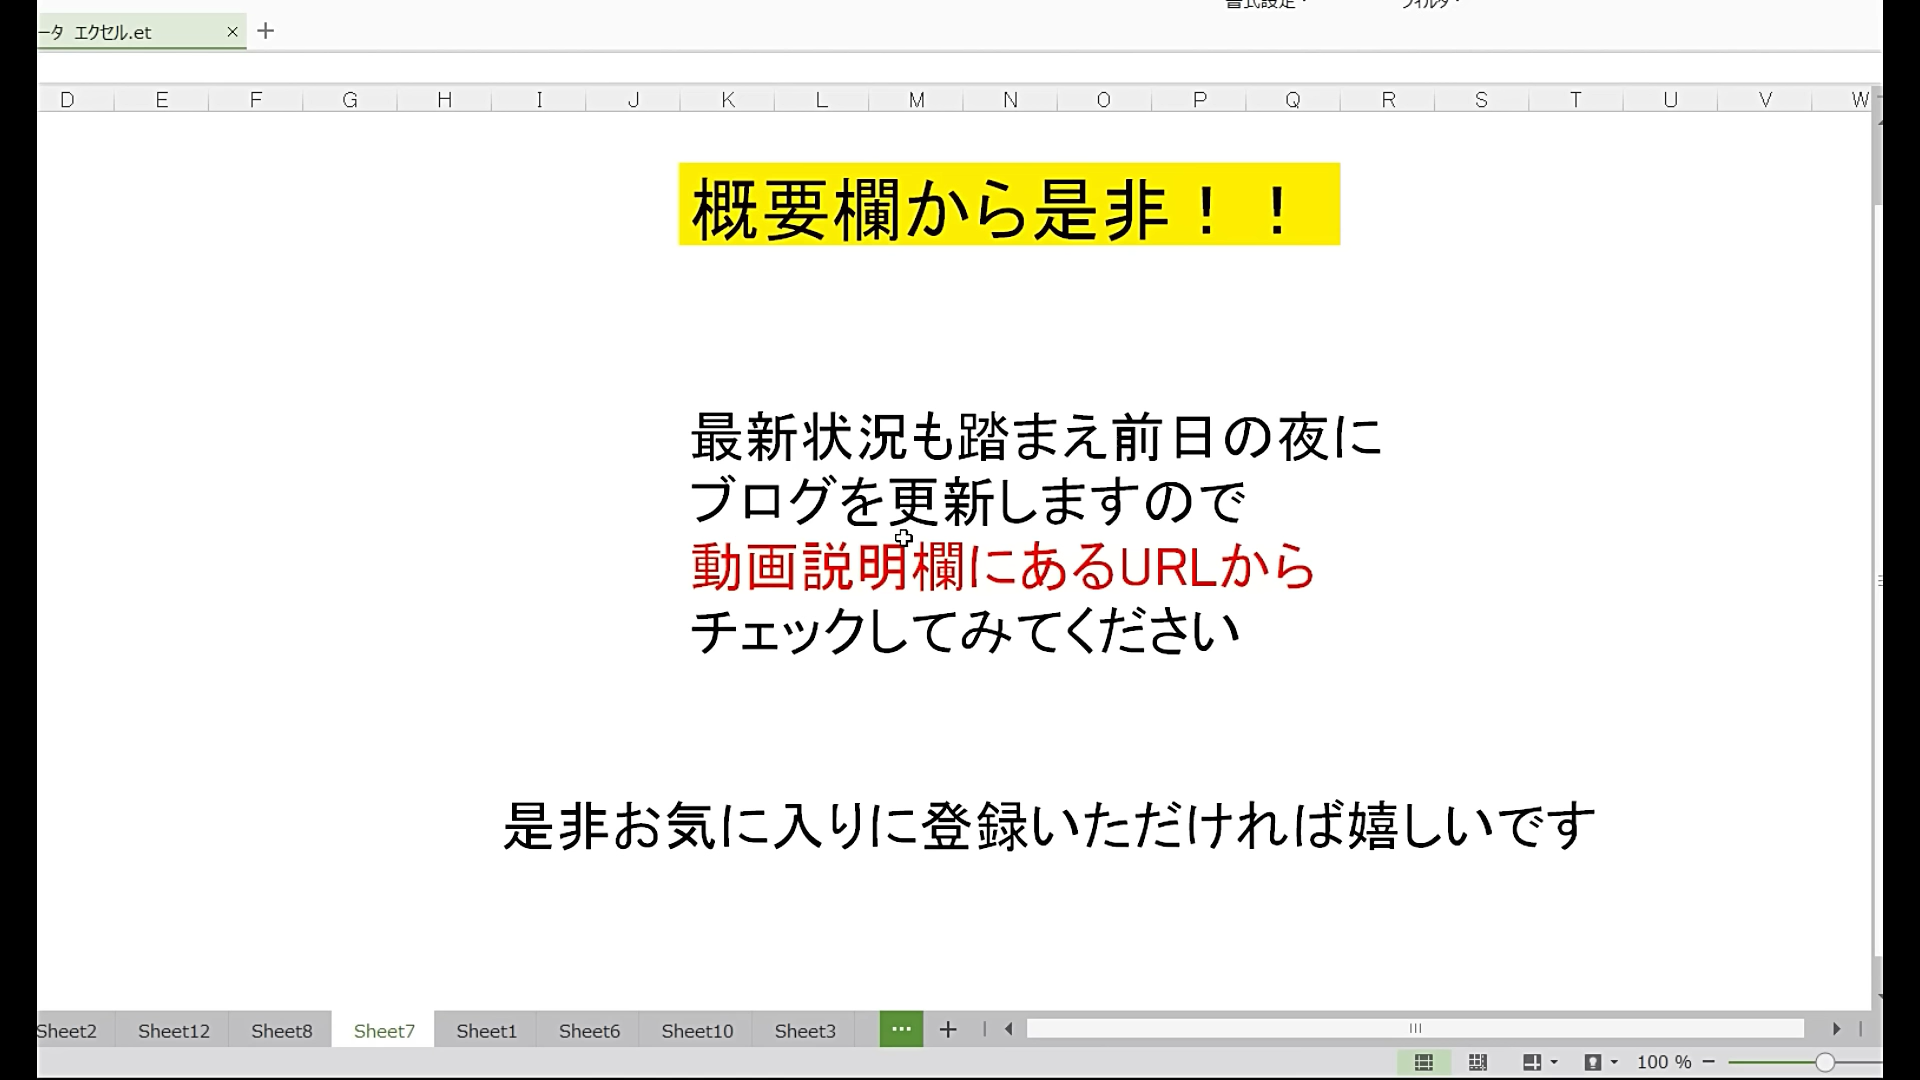 ータ エクセル.et × +
D E F G H I J K L M N O P Q R S T U V W
概要欄から是非！！
最新状況も踏まえ前日の夜に
ブログを更新しますので
動画説明欄にあるURLから
チェックしてみてください
是非お気に入りに登録いただければ嬉しいです
Sheet2 Sheet12 Sheet8 Sheet7 Sheet1 Sheet6 Sheet10 Sheet3 ... +
100 %